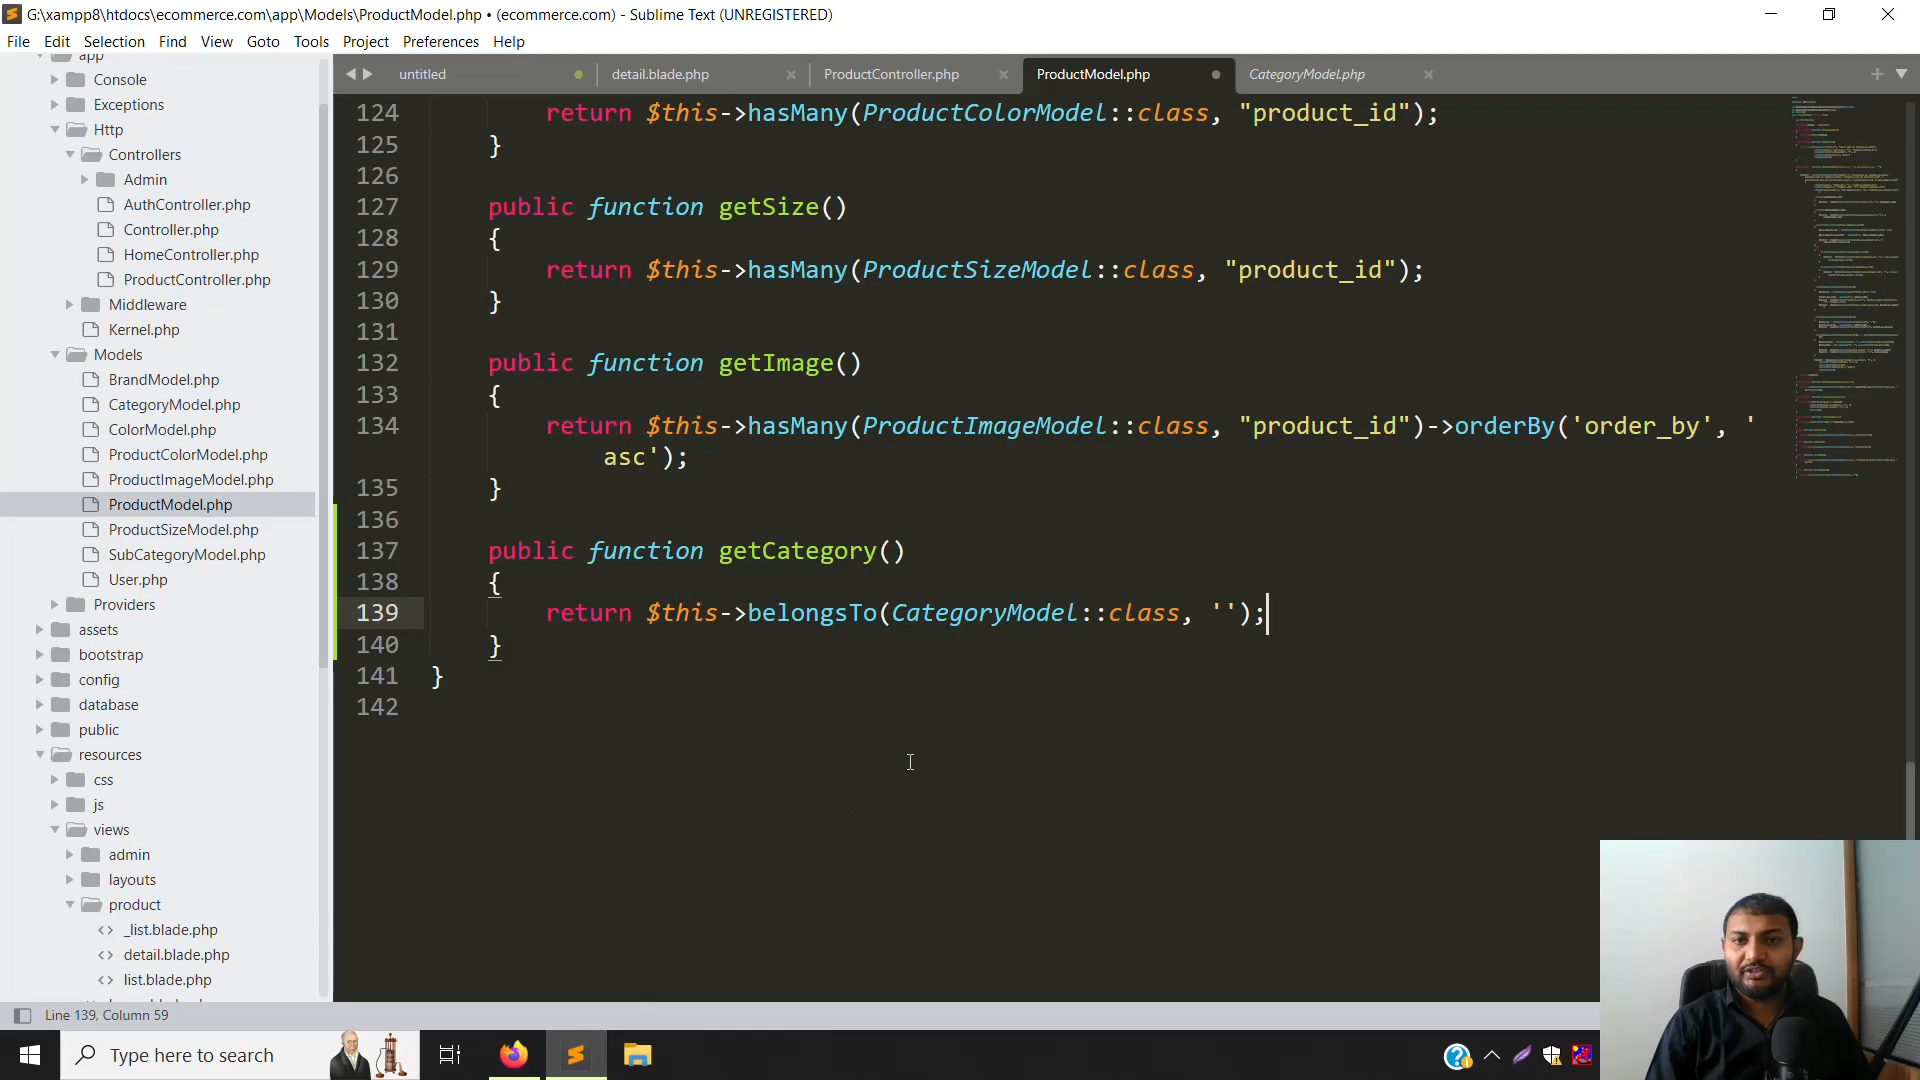 G:\xampp8\htdocs\ecommerce.com\app\Models\ProductModel.php • (ecommerce.com) - Sublime Text (UNREGISTERED)
File Edit Selection Find View Goto Tools Project Preferences Help
untitled detail.blade.php ProductController.php ProductModel.php CategoryModel.php
app
Console
Exceptions
Http
Controllers
Admin
AuthController.php
Controller.php
HomeController.php
ProductController.php
Middleware
Kernel.php
Models
BrandModel.php
CategoryModel.php
ColorModel.php
ProductColorModel.php
ProductImageModel.php
ProductModel.php
ProductSizeModel.php
SubCategoryModel.php
User.php
Providers
assets
bootstrap
config
database
public
resources
css
js
views
admin
layouts
product
_list.blade.php
detail.blade.php
list.blade.php
124 return $this->hasMany(ProductColorModel::class, "product_id");
125 }
126
127 public function getSize()
128 {
129 return $this->hasMany(ProductSizeModel::class, "product_id");
130 }
131
132 public function getImage()
133 {
134 return $this->hasMany(ProductImageModel::class, "product_id")->orderBy('order_by', '
asc');
135 }
136
137 public function getCategory()
138 {
139 return $this->belongsTo(CategoryModel::class, '');
140 }
141 }
142
Line 139, Column 59
Type here to search